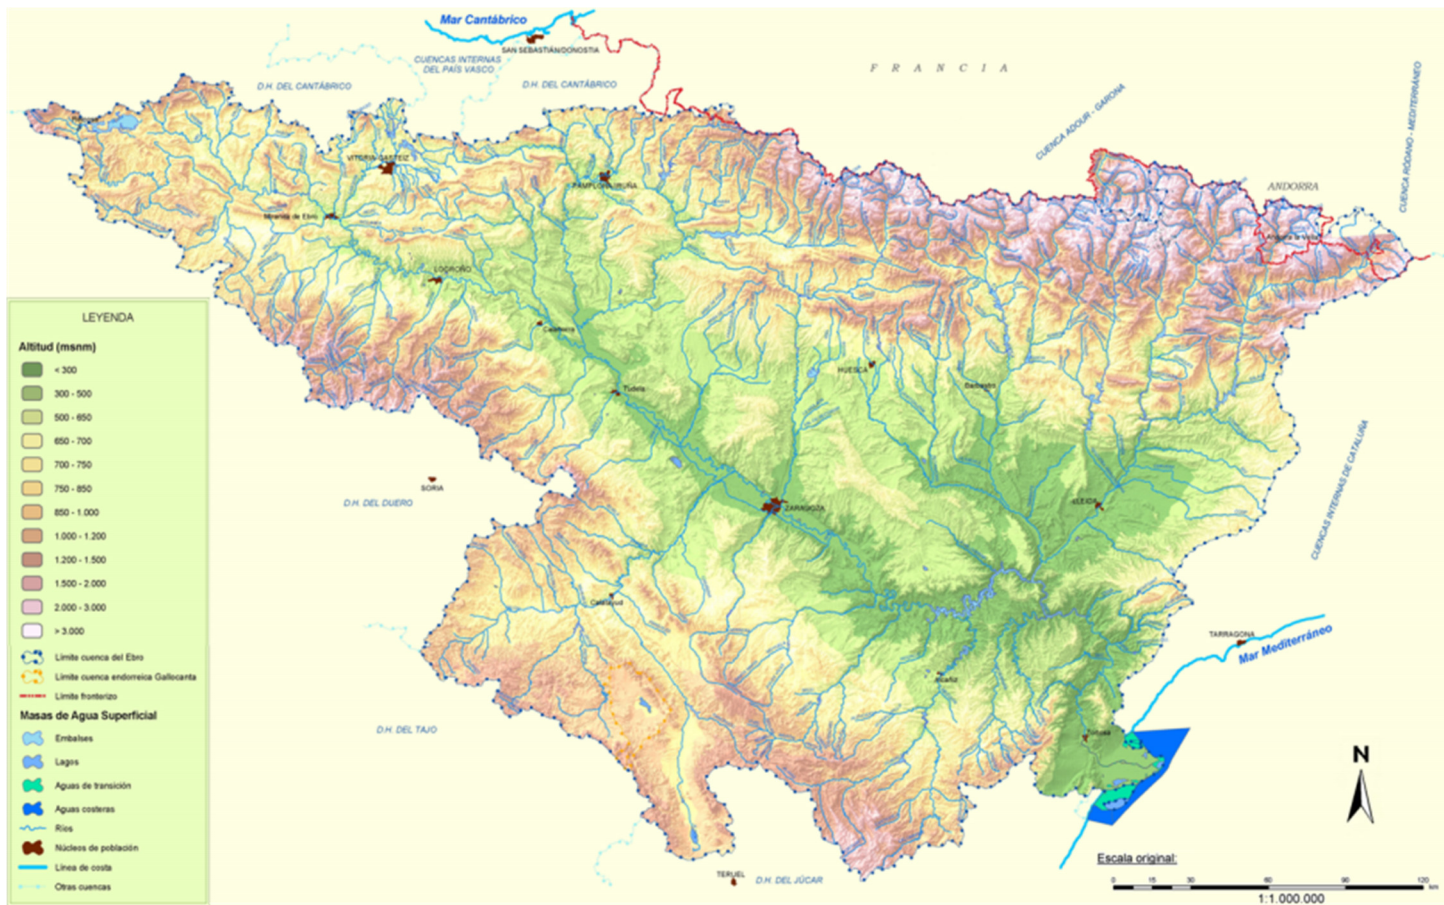 Mar Cantábrico
SAN SEBASTIÁN/DONOSTIA
CUENCAS INTERNAS
DEL PAÍS VASCO
D.H. DEL CANTÁBRICO
D.H. DEL CANTÁBRICO
F R A N C I A
CUENCA ADOUR - GARONA
CUENCA RÓDANO - MEDITERRÁNEO
VITORIA-GASTEIZ
PAMPLONA/IRUÑA
ANDORRA
Andorra la Vella
Miranda de Ebro
LOGROÑO
Calahorra
Tudela
HUESCA
Barbastro
SORIA
D.H. DEL DUERO
ZARAGOZA
LLEIDA
CUENCAS INTERNAS DE CATALUÑA
Calatayud
Alcañiz
TARRAGONA
Mar Mediterráneo
Tortosa
D.H. DEL TAJO
TERUEL
D.H. DEL JÚCAR
LEYENDA
Altitud (msnm)
< 300
300 - 500
500 - 650
650 - 700
700 - 750
750 - 850
850 - 1.000
1.000 - 1.200
1.200 - 1.500
1.500 - 2.000
2.000 - 3.000
> 3.000
Límite cuenca del Ebro
Límite cuenca endorreica Gallocanta
Límite fronterizo
Masas de Agua Superficial
Embalses
Lagos
Aguas de transición
Aguas costeras
Ríos
Núcleos de población
Línea de costa
Otras cuencas
N
Escala original:
0 15 30 60 90 120
km
1:1.000.000